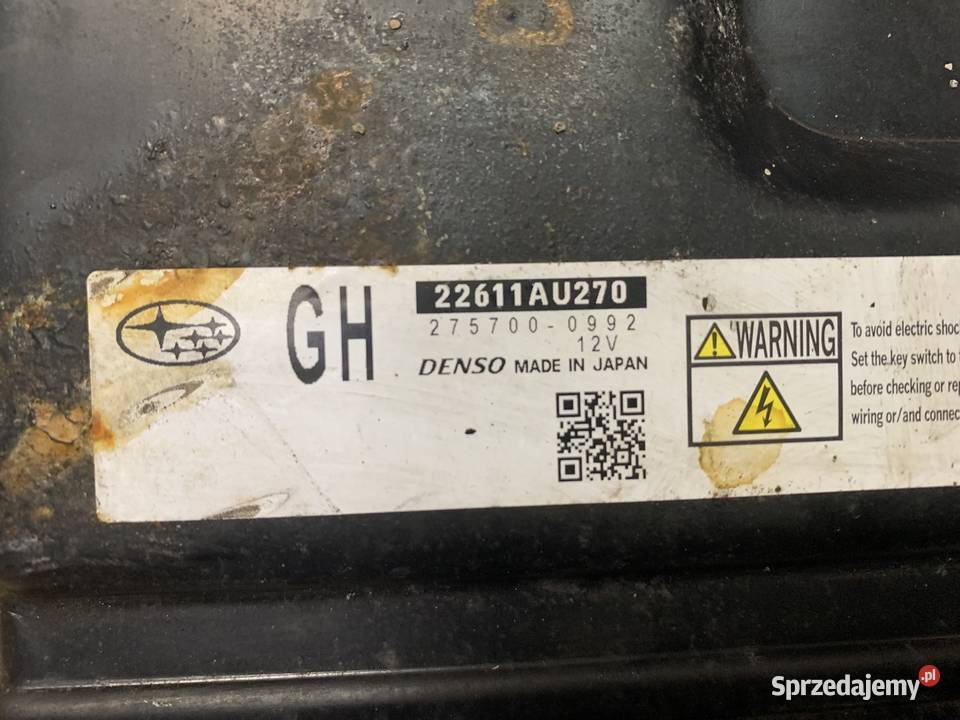 GH
22611AU270
275700-0992
12V
DENSO MADE IN JAPAN
WARNING
To avoid electric shoc
Set the key switch to
before checking or rep
wiring or/and connec
Sprzedajemy.pl